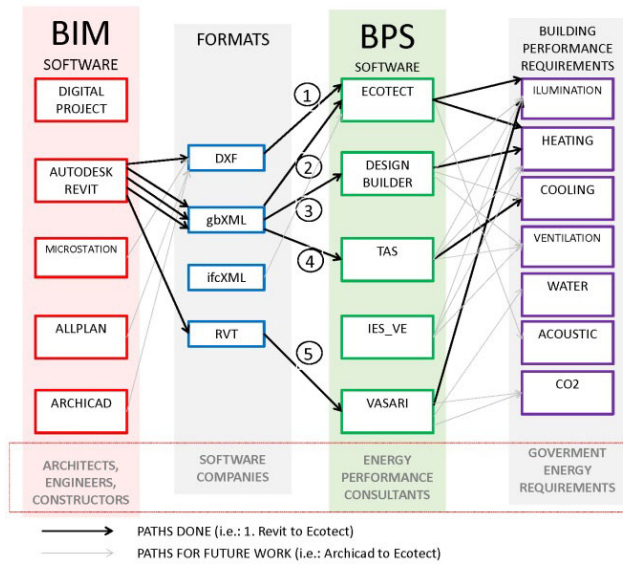 BIM
SOFTWARE
DIGITAL
PROJECT
AUTODESK
REVIT
MICROSTATION
ALLPLAN
ARCHICAD
ARCHITECTS,
ENGINEERS,
CONSTRUCTORS
FORMATS
DXF
gbXML
ifcXML
RVT
SOFTWARE
COMPANIES
1
2
3
4
5
BPS
SOFTWARE
ECOTECT
DESIGN
BUILDER
TAS
IES_VE
VASARI
ENERGY
PERFORMANCE
CONSULTANTS
BUILDING
PERFORMANCE
REQUIREMENTS
ILUMINATION
HEATING
COOLING
VENTILATION
WATER
ACOUSTIC
CO2
GOVERMENT
ENERGY
REQUIREMENTS
PATHS DONE (i.e.: 1. Revit to Ecotect)
PATHS FOR FUTURE WORK (i.e.: Archicad to Ecotect)